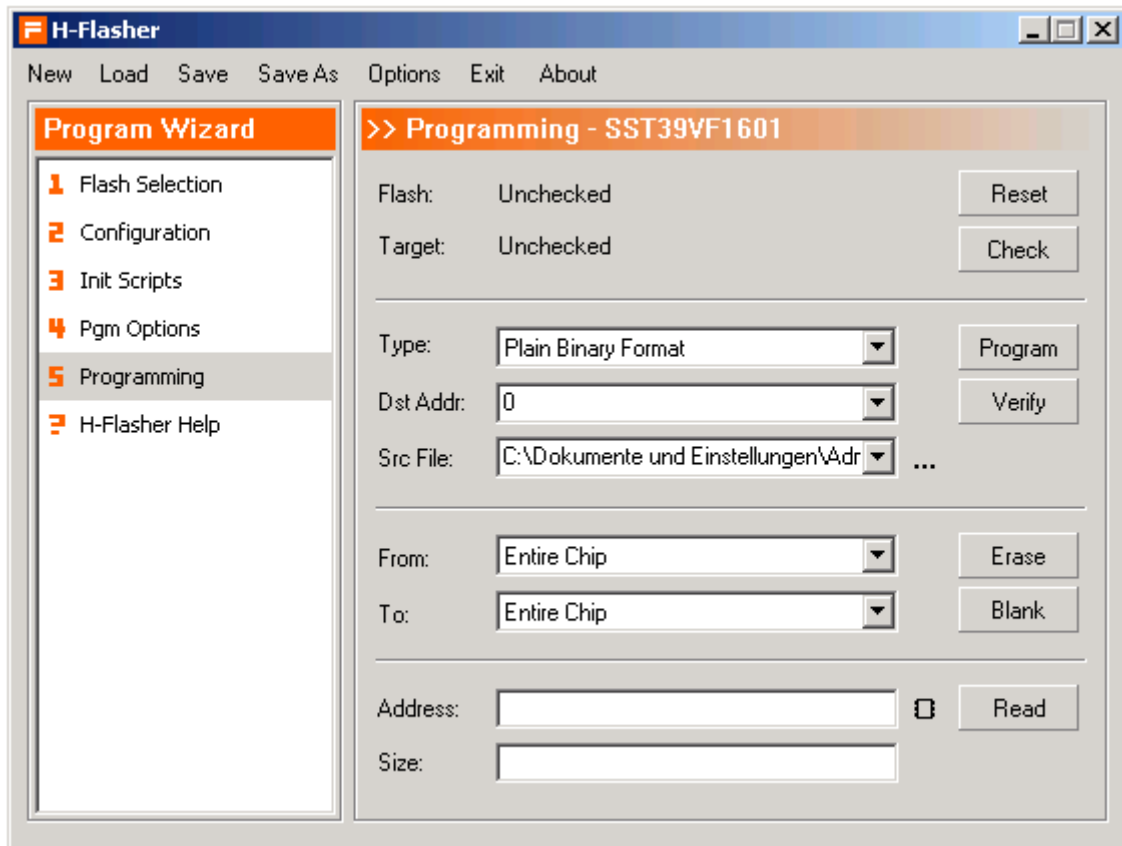 H-Flasher
New Load Save Save As Options Exit About
Program Wizard
1 Flash Selection
2 Configuration
3 Init Scripts
4 Pgm Options
5 Programming
? H-Flasher Help
>> Programming - SST39VF1601
Flash: Unchecked Reset
Target: Unchecked Check
Type: Plain Binary Format Program
Dst Addr: 0 Verify
Src File: C:\Dokumente und Einstellungen\Adr ...
From: Entire Chip Erase
To: Entire Chip Blank
Address: Read
Size: